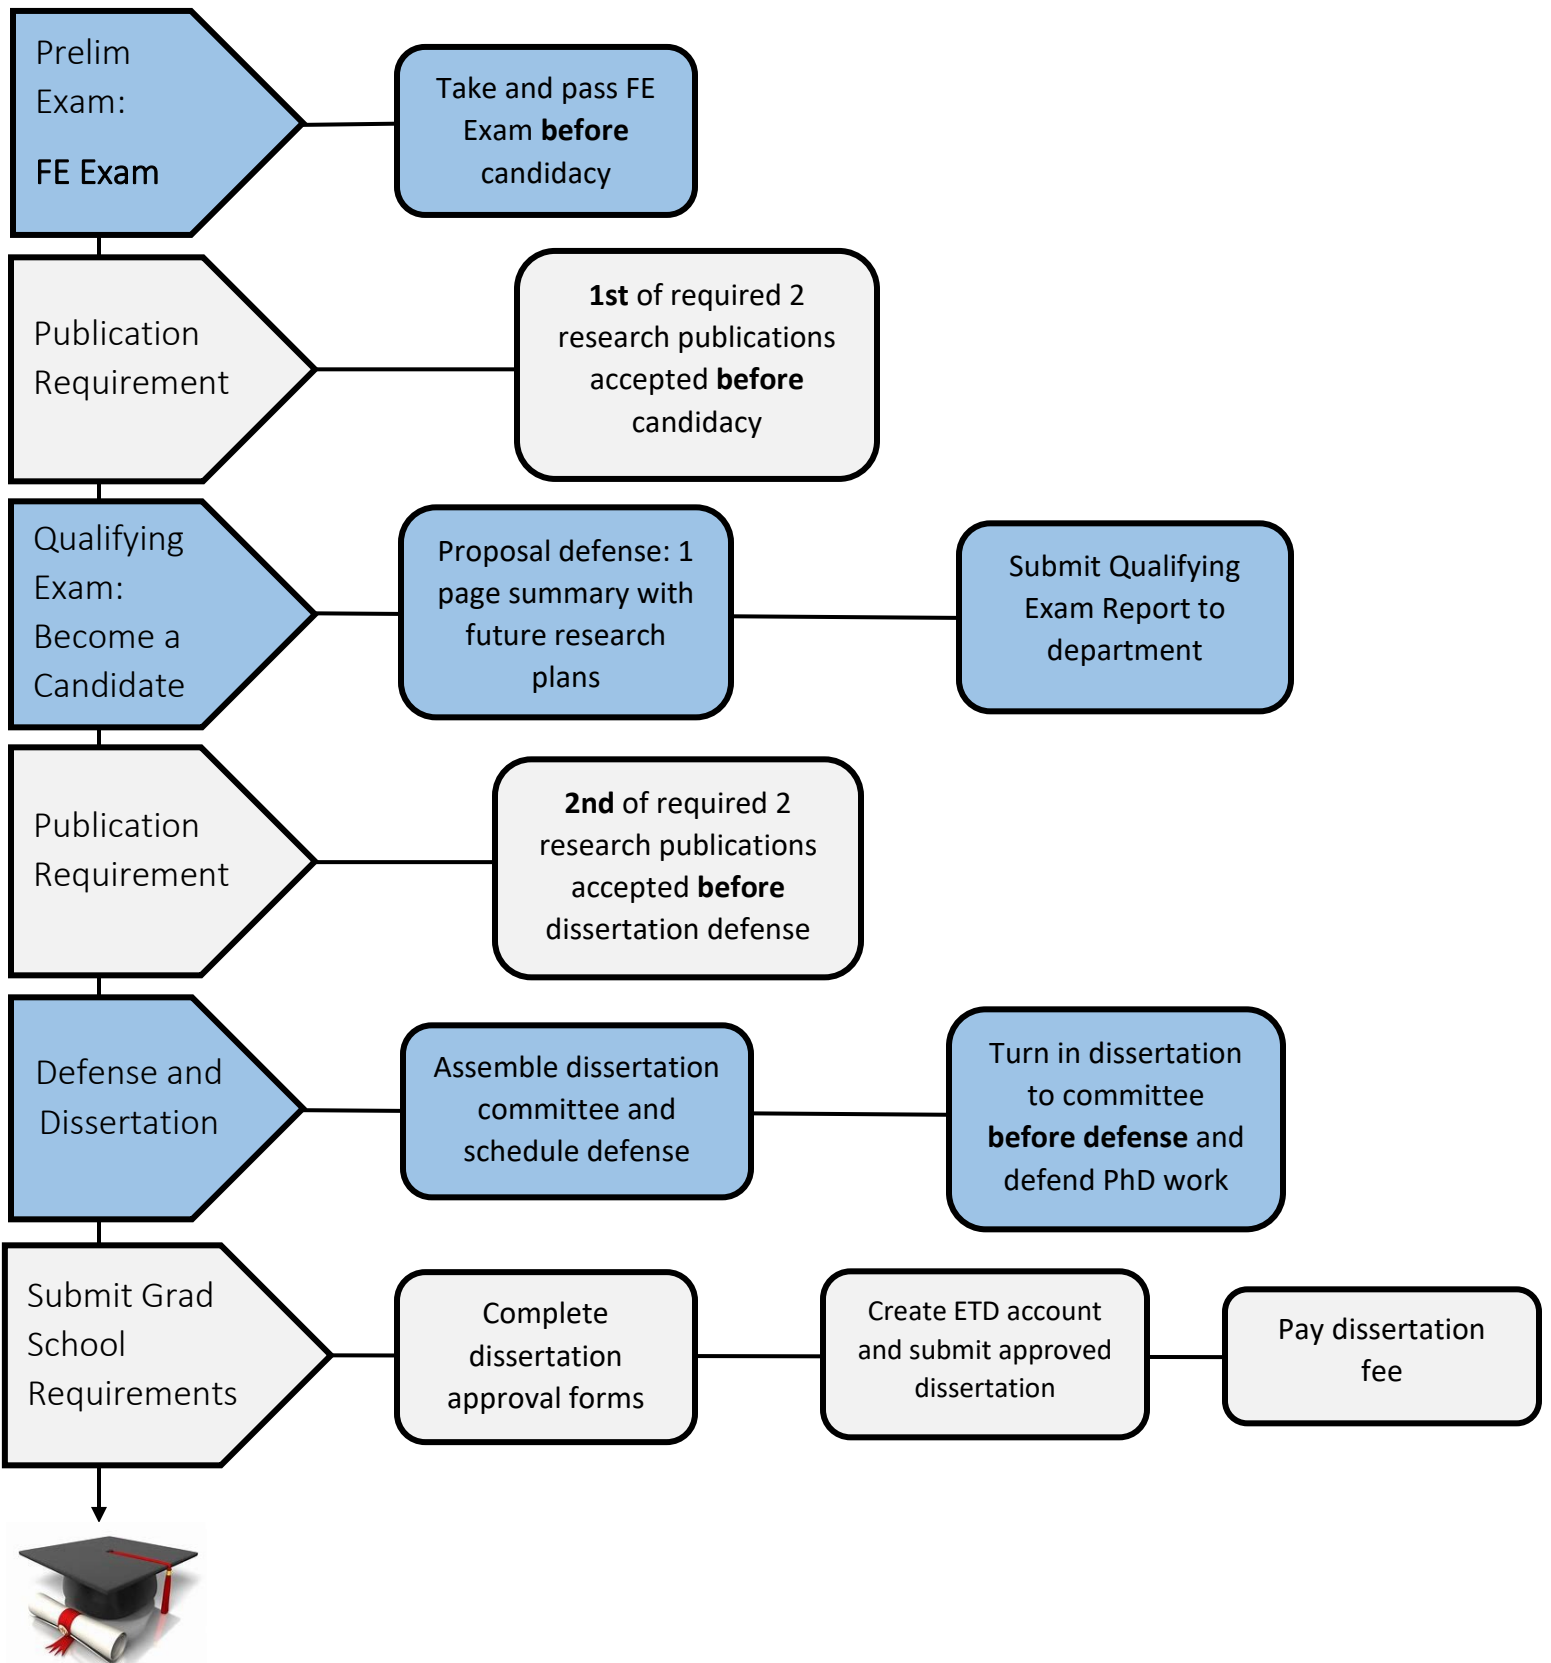 Prelim
Exam:
FE Exam
Take and pass FE
Exam before
candidacy
Publication
Requirement
1st of required 2
research publications
accepted before
candidacy
Qualifying
Exam:
Become a
Candidate
Proposal defense: 1
page summary with
future research
plans
Submit Qualifying
Exam Report to
department
Publication
Requirement
2nd of required 2
research publications
accepted before
dissertation defense
Defense and
Dissertation
Assemble dissertation
committee and
schedule defense
Turn in dissertation
to committee
before defense and
defend PhD work
Submit Grad
School
Requirements
Complete
dissertation
approval forms
Create ETD account
and submit approved
dissertation
Pay dissertation
fee